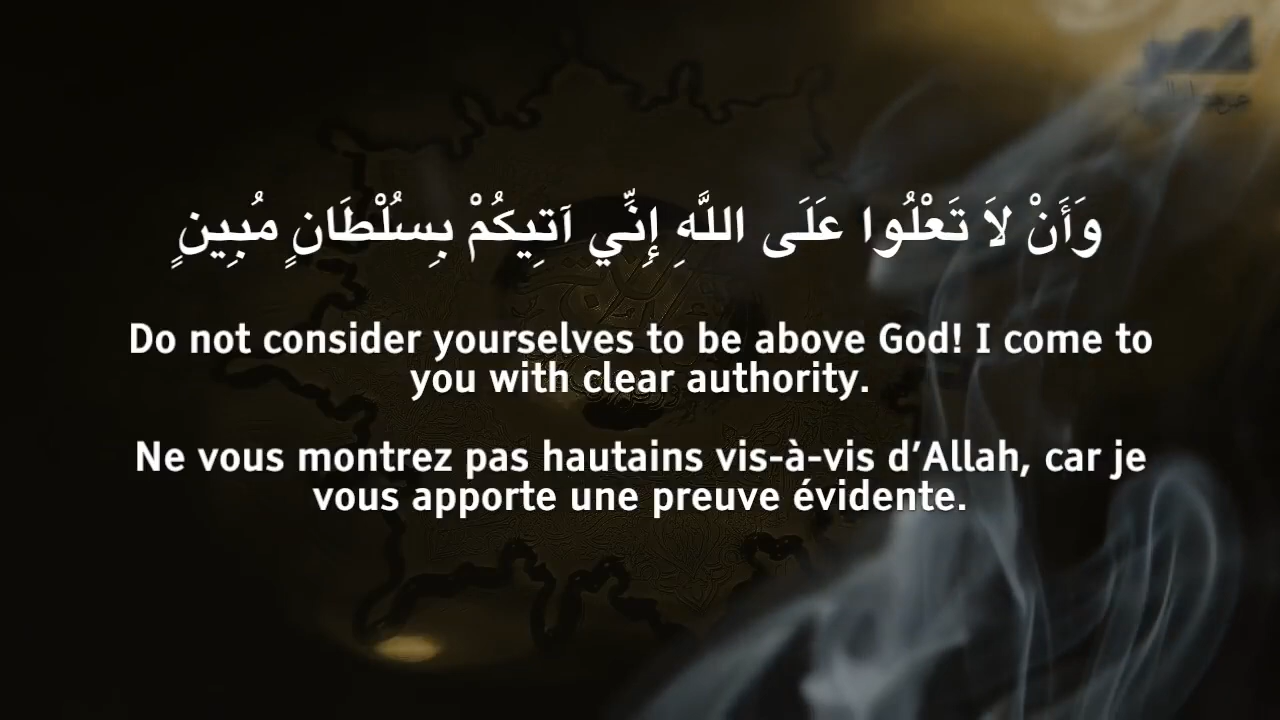 وَأَنْ لاَ تَعْلُوا عَلَى اللَّهِ إِنِّي آتِيكُمْ بِسُلْطَانٍ مُبِينٍ
Do not consider yourselves to be above God! I come to
you with clear authority.
Ne vous montrez pas hautains vis-à-vis d’Allah, car je
vous apporte une preuve évidente.